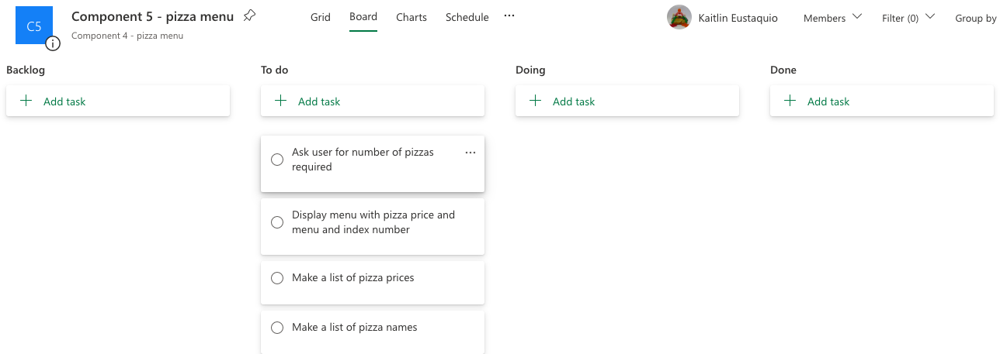 C5
Component 5 - pizza menu
Component 4 - pizza menu
Grid
Board
Charts
Schedule
Kaitlin Eustaquio
Members
Filter (0)
Group by
Backlog
Add task
To do
Add task
Ask user for number of pizzas
required
Display menu with pizza price and
menu and index number
Make a list of pizza prices
Make a list of pizza names
Doing
Add task
Done
Add task